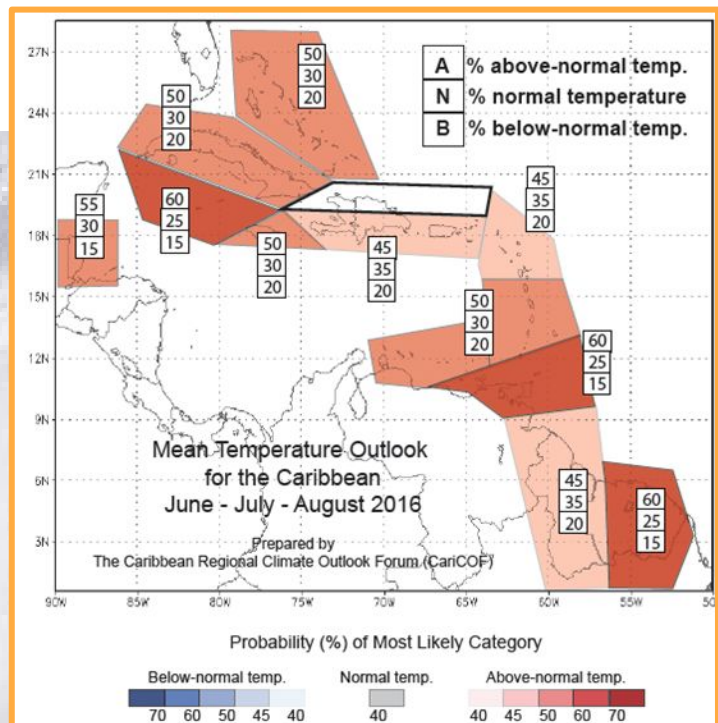 27N
24N
21N
18N
15N
12N
9N
6N
3N
A % above-normal temp.
N % normal temperature
B % below-normal temp.
50
30
20
50
30
20
45
35
20
55
30
15
60
25
15
50
30
20
45
35
20
50
30
20
60
25
15
45
35
20
60
25
15
Mean Temperature Outlook
for the Caribbean
June - July - August 2016
Prepared by
The Caribbean Regional Climate Outlook Forum (CariCOF)
90W 85W 80W 75W 70W 65W 60W 55W
Probability (%) of Most Likely Category
Below-normal temp. Normal temp. Above-normal temp.
70 60 50 45 40 40 40 45 50 60 70